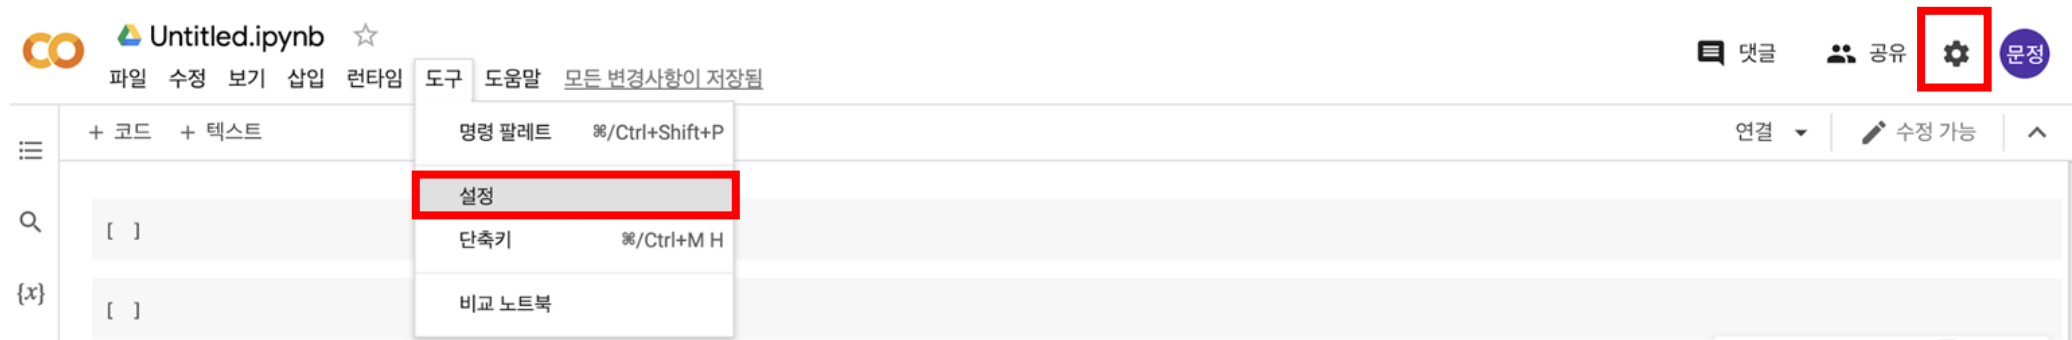 Untitled.ipynb
댓글 공유 문정
파일 수정 보기 삽입 런타임 도구 도움말 모든 변경사항이 저장됨
+ 코드 + 텍스트
연결 수정 가능
명령 팔레트 ⌘/Ctrl+Shift+P
설정
단축키 ⌘/Ctrl+M H
비교 노트북
[ ]
{x}
[ ]